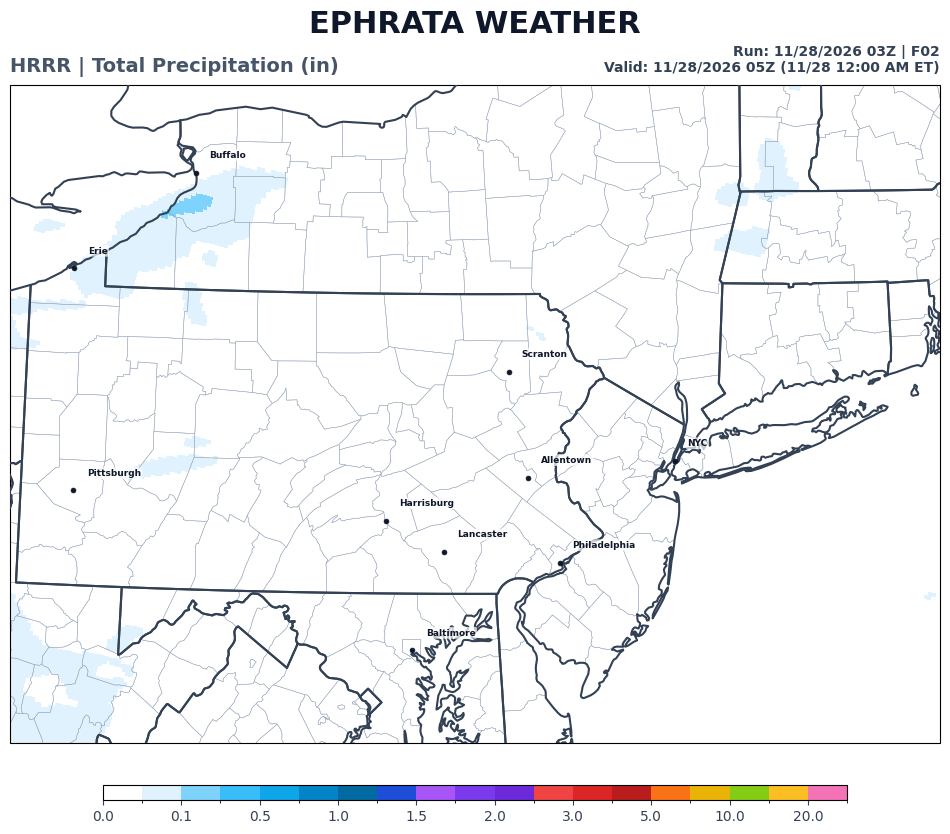 EPHRATA WEATHER
HRRR | Total Precipitation (in)
Run: 11/28/2026 03Z | F02
Valid: 11/28/2026 05Z (11/28 12:00 AM ET)
Buffalo
Erie
Scranton
NYC
Allentown
Pittsburgh
Harrisburg
Lancaster
Philadelphia
Baltimore
0.0 0.1 0.5 1.0 1.5 2.0 3.0 5.0 10.0 20.0